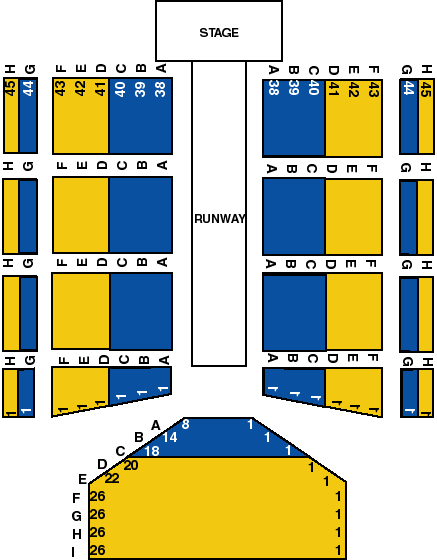 STAGE
H G F E D C B A A B C D E F G H
45 44 43 42 41 40 39 38 38 39 40 41 42 43 44 45
H G F E D C B A A B C D E F G H
RUNWAY
H G F E D C B A A B C D E F G H
H G F E D C B A A B C D E F G H
1 1 1 1 1 1 1 1 1 1 1 1 1 1 1 1
A 8 1
B 14 1
C 18 1
D 20 1
E 22 1
F 26 1
G 26 1
H 26 1
I 26 1